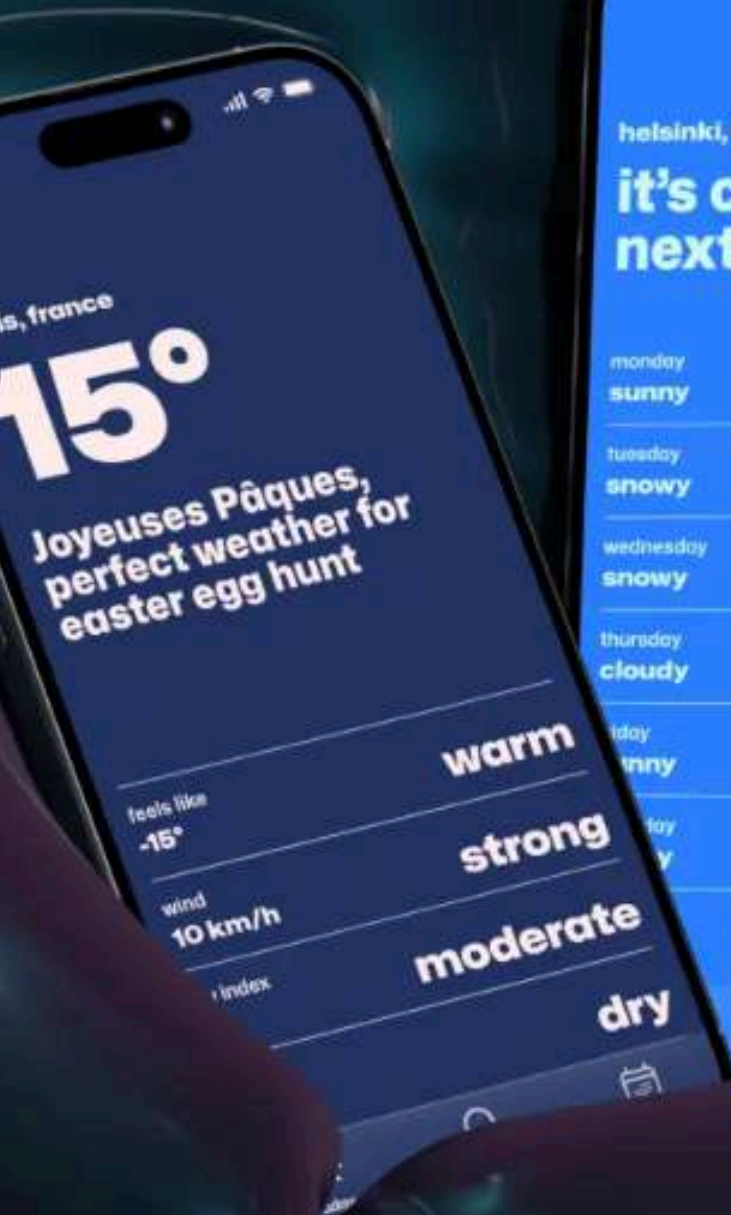 is, france
15°
Joyeuses Pâques,
perfect weather for
easter egg hunt
warm
feels like
-15°
strong
wind
10 km/h
moderate
index
dry
helsinki,
it's
next
monday
sunny
tuesday
snowy
wednesday
snowy
thursday
cloudy